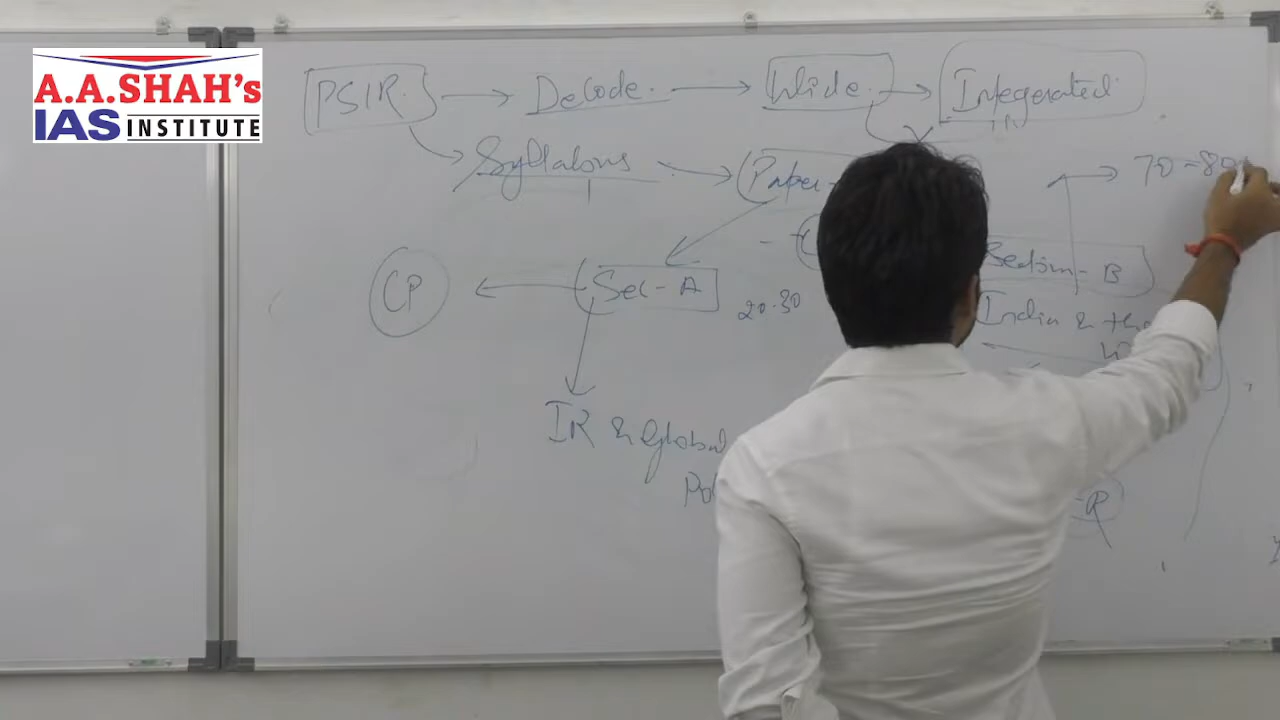 A.A.SHAH's
IAS INSTITUTE
PSIR. Decode. Wide. Integerated
Syllabus Paper- 70-80
CP Sec-A 20-30 Section-B
India & the
IR & Global
Pol